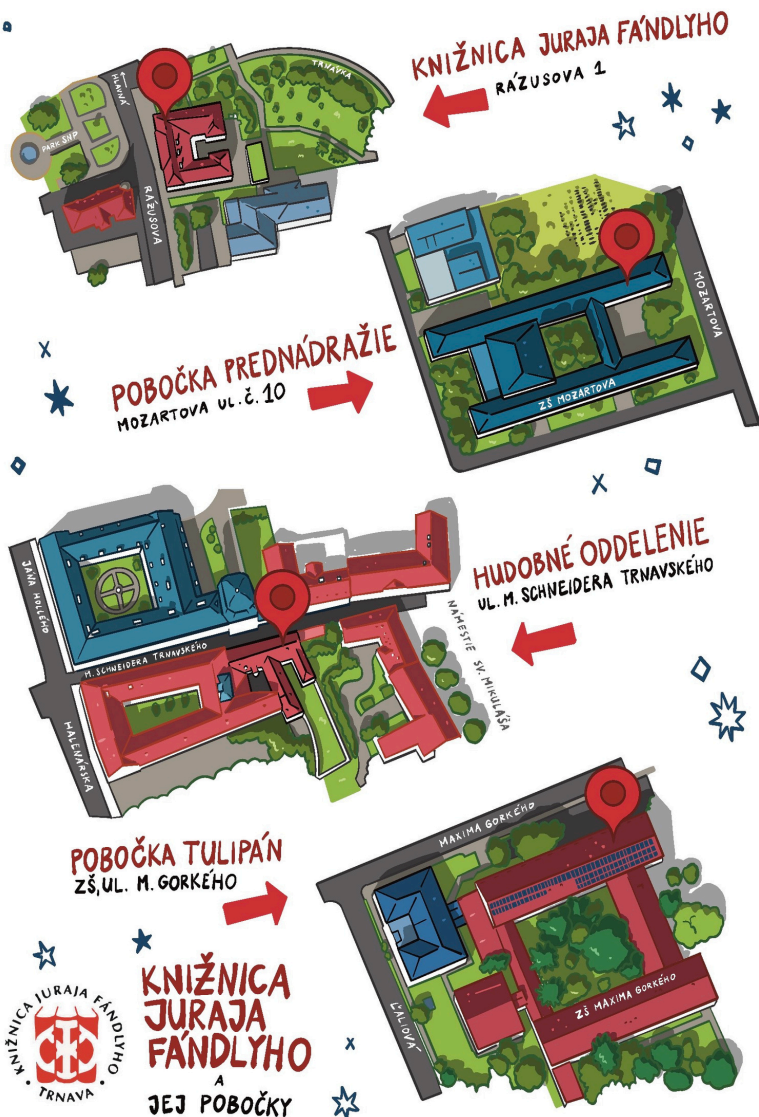 KNIŽNICA JURAJA FÁNDLYHO
RÁZUSOVA 1
HLAVNÁ
TRNAVKA
PARK SNP
RÁZUSOVA
MOZARTOVA
ZŠ MOZARTOVA
POBOČKA PREDNÁDRAŽIE
MOZARTOVA UL.Č.10
HUDOBNÉ ODDELENIE
UL. M. SCHNEIDERA TRNAVSKÉHO
JÁNA HOLLÉHO
M. SCHNEIDERA TRNAVSKÉHO
NÁMESTIE SV. MIKULÁŠA
HALENÁRSKA
POBOČKA TULIPÁN
ZŠ, UL. M. GORKÉHO
MAXIMA GORKÉHO
ĽALIOVÁ
ZŠ MAXIMA GORKÉHO
KNIŽNICA JURAJA FÁNDLYHO
TRNAVA
KNIŽNICA
JURAJA
FÁNDLYHO
A
JEJ POBOČKY